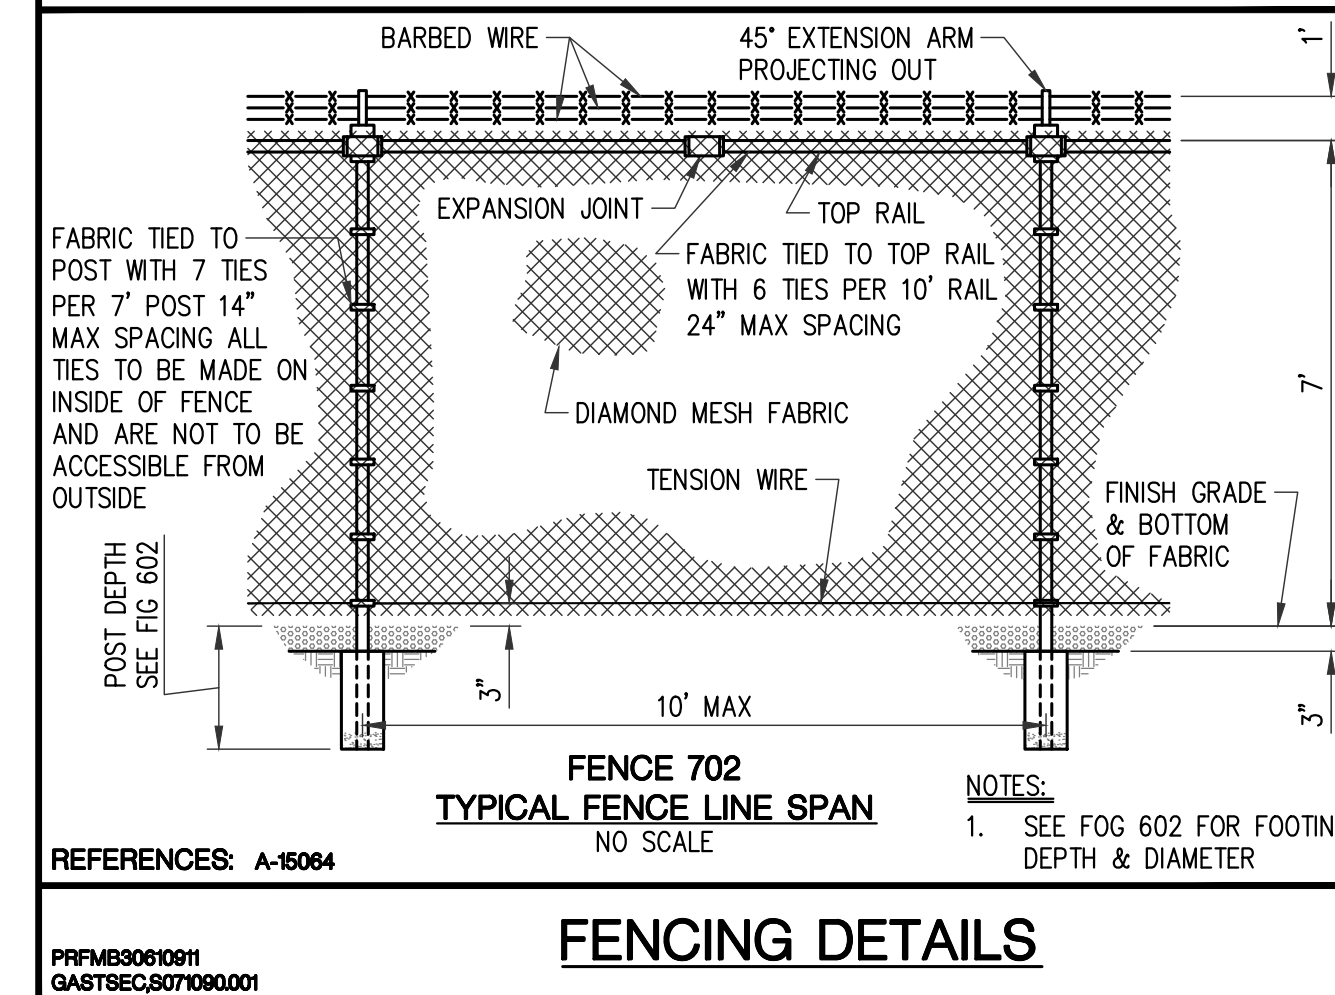 BARBED WIRE
45° EXTENSION ARM
PROJECTING OUT
1'
EXPANSION JOINT
TOP RAIL
FABRIC TIED TO
POST WITH 7 TIES
PER 7' POST 14"
MAX SPACING ALL
TIES TO BE MADE ON
INSIDE OF FENCE
AND ARE NOT TO BE
ACCESSIBLE FROM
OUTSIDE
FABRIC TIED TO TOP RAIL
WITH 6 TIES PER 10' RAIL
24" MAX SPACING
7'
DIAMOND MESH FABRIC
TENSION WIRE
FINISH GRADE
& BOTTOM
OF FABRIC
POST DEPTH
SEE FIG 602
3"
10' MAX
3"
FENCE 702
TYPICAL FENCE LINE SPAN
NO SCALE
NOTES:
1. SEE FOG 602 FOR FOOTIN
DEPTH & DIAMETER
REFERENCES: A-15064
FENCING DETAILS
PRFMB30610911
GASTSEC,S071090.001